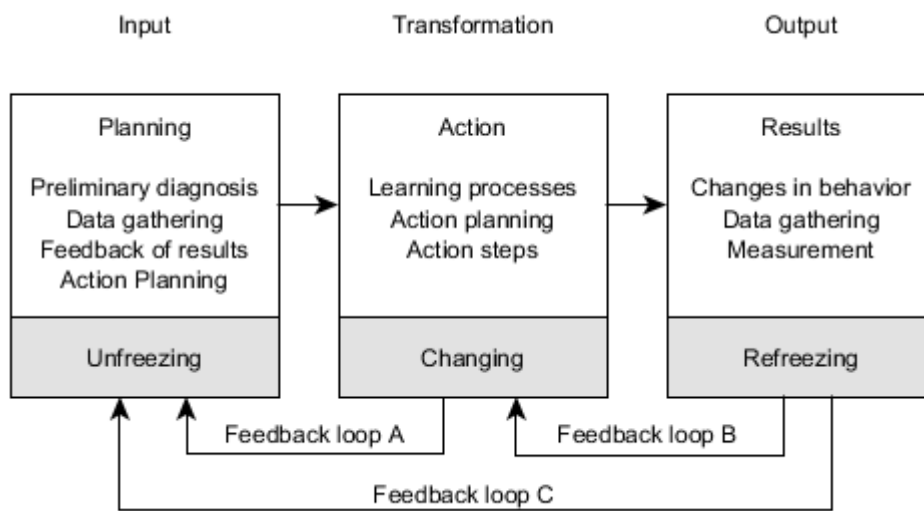 Input
Transformation
Output
Planning
Preliminary diagnosis
Data gathering
Feedback of results
Action Planning
Unfreezing
Action
Learning processes
Action planning
Action steps
Changing
Results
Changes in behavior
Data gathering
Measurement
Refreezing
Feedback loop A
Feedback loop B
Feedback loop C